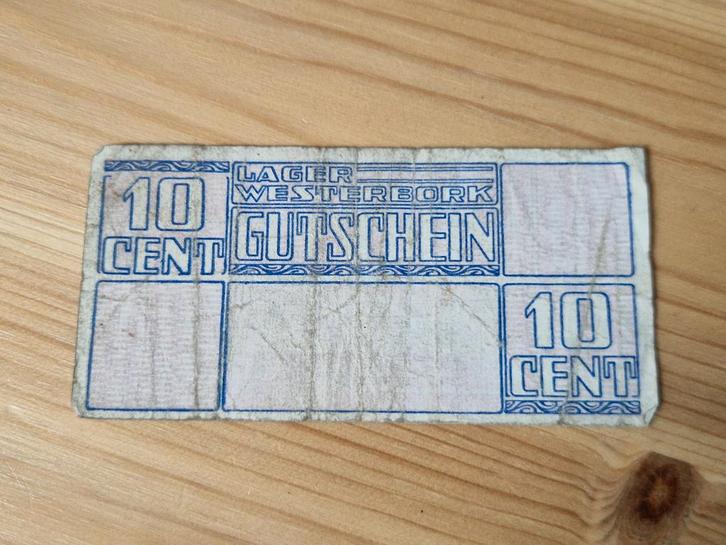 10
CENT
LAGER
WESTERBORK
GUTSCHEIN
10
CENT